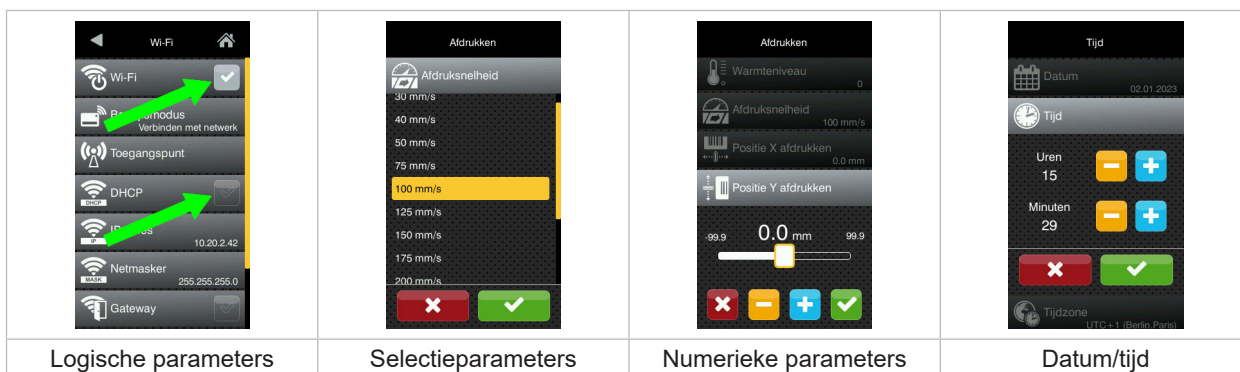 Wi-Fi
Wi-Fi
Verbinden met netwerk
Toegangspunt
DHCP
DHCP
IP
10.20.2.42
Netmasker
MASK
255.255.255.0
Gateway
Afdrukken
Afdruksnelheid
30 mm/s
40 mm/s
50 mm/s
75 mm/s
100 mm/s
125 mm/s
150 mm/s
175 mm/s
200 mm/s
Afdrukken
Warmteniveau
0
Afdruksnelheid
100 mm/s
Positie X afdrukken
0.0 mm
Positie Y afdrukken
-99.9
0.0 mm
99.9
Tijd
Datum
02.01.2023
Tijd
Uren
15
Minuten
29
Tijdzone
UTC+1 (Berlin,Paris)
Logische parameters
Selectieparameters
Numerieke parameters
Datum/tijd